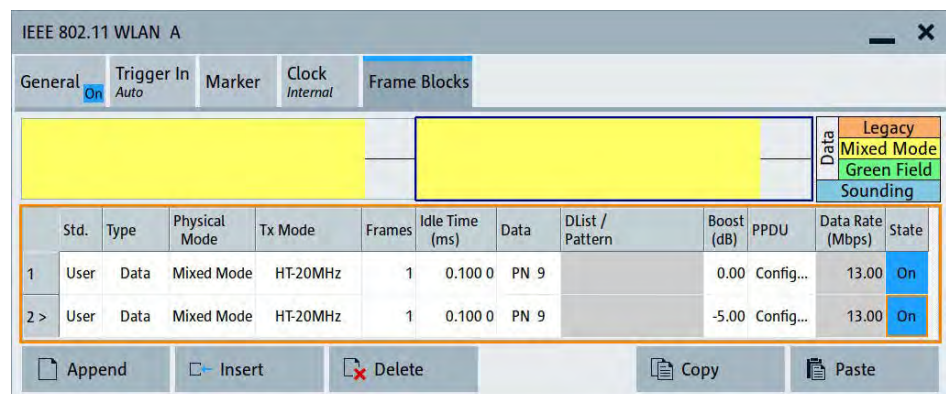 IEEE 802.11 WLAN A
General On
Trigger In
Auto
Marker
Clock
Internal
Frame Blocks
Data
Legacy
Mixed Mode
Green Field
Sounding
Std. Type Physical Mode Tx Mode Frames Idle Time (ms) Data DList / Pattern Boost (dB) PPDU Data Rate (Mbps) State
1 User Data Mixed Mode HT-20MHz 1 0.100 0 PN 9 0.00 Config... 13.00 On
2 > User Data Mixed Mode HT-20MHz 1 0.100 0 PN 9 -5.00 Config... 13.00 On
Append Insert Delete Copy Paste